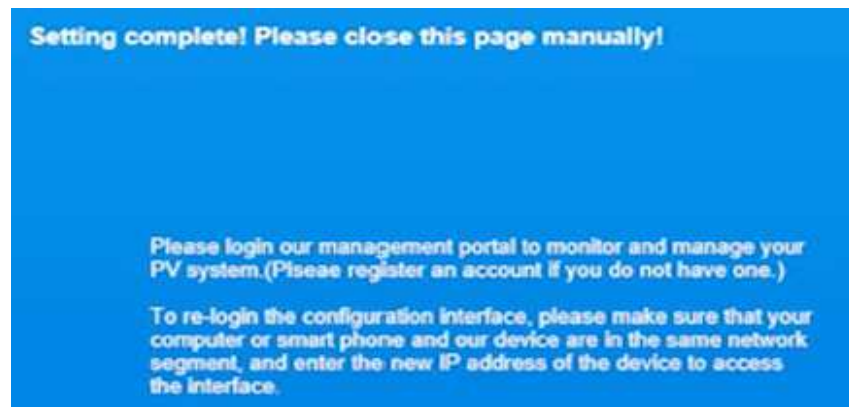 Setting complete! Please close this page manually!
Please login our management portal to monitor and manage your
PV system.(Plseae register an account if you do not have one.)
To re-login the configuration interface, please make sure that your
computer or smart phone and our device are in the same network
segment, and enter the new IP address of the device to access
the interface.